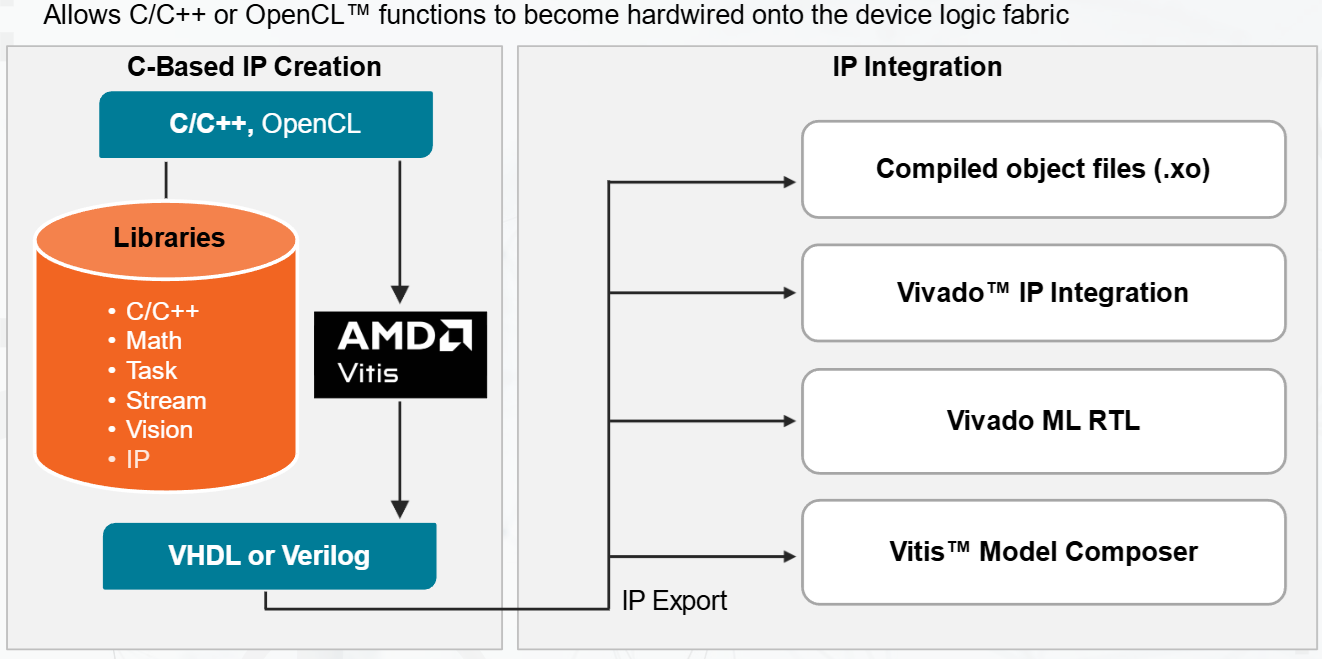 Allows C/C++ or OpenCL™ functions to become hardwired onto the device logic fabric
C-Based IP Creation
C/C++, OpenCL
Libraries
• C/C++
• Math
• Task
• Stream
• Vision
• IP
AMD
Vitis
VHDL or Verilog
IP Export
IP Integration
Compiled object files (.xo)
Vivado™ IP Integration
Vivado ML RTL
Vitis™ Model Composer